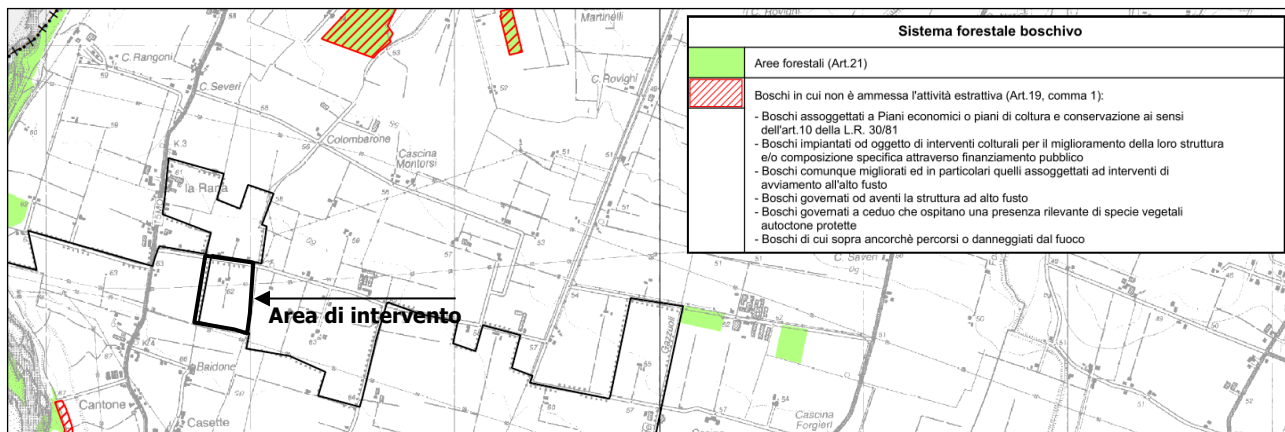 Sistema forestale boschivo
Aree forestali (Art.21)
Boschi in cui non è ammessa l'attività estrattiva (Art.19, comma 1):
- Boschi assoggettati a Piani economici o piani di coltura e conservazione ai sensi
dell'art.10 della L.R. 30/81
- Boschi impiantati od oggetto di interventi colturali per il miglioramento della loro struttura
e/o composizione specifica attraverso finanziamento pubblico
- Boschi comunque migliorati ed in particolari quelli assoggettati ad interventi di
avviamento all'alto fusto
- Boschi governati od aventi la struttura ad alto fusto
- Boschi governati a ceduo che ospitano una presenza rilevante di specie vegetali
autoctone protette
- Boschi di cui sopra ancorchè percorsi o danneggiati dal fuoco
Martinelli
C. Rovighi
C. Rangoni
C. Severi
C. Rovighi
Colombarone
Cascina
Montorsi
K 3
la Rana
C. Saveri
Area di intervento
Gazzuoli
Baidone
Cantone
Casette
Cascina
Forgieri